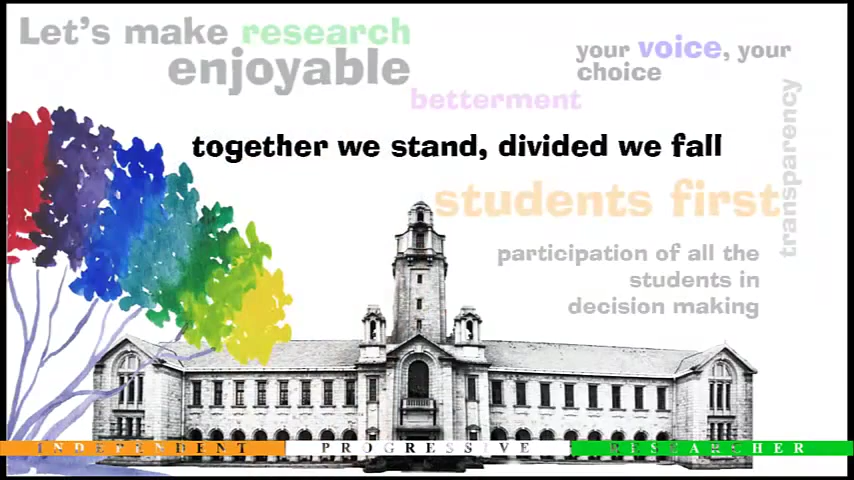 Let's make research
enjoyable
your voice, your
choice
betterment
transparency
together we stand, divided we fall
students first
participation of all the
students in
decision making
INDEPENDENT PROGRESSIVE RESEARCHER